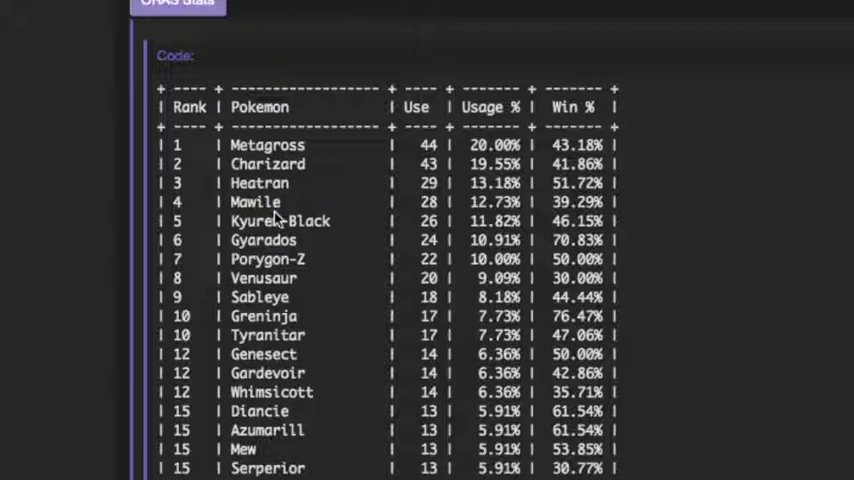 ORAS Stats
Code:
+ ---- + ------------------ + ---- + ------- + ------- +
| Rank | Pokemon | Use | Usage % | Win % |
+ ---- + ------------------ + ---- + ------- + ------- +
| 1 | Metagross | 44 | 20.00% | 43.18% |
| 2 | Charizard | 43 | 19.55% | 41.86% |
| 3 | Heatran | 29 | 13.18% | 51.72% |
| 4 | Mawile | 28 | 12.73% | 39.29% |
| 5 | Kyurem-Black | 26 | 11.82% | 46.15% |
| 6 | Gyarados | 24 | 10.91% | 70.83% |
| 7 | Porygon-Z | 22 | 10.00% | 50.00% |
| 8 | Venusaur | 20 | 9.09% | 30.00% |
| 9 | Sableye | 18 | 8.18% | 44.44% |
| 10 | Greninja | 17 | 7.73% | 76.47% |
| 10 | Tyranitar | 17 | 7.73% | 47.06% |
| 12 | Genesect | 14 | 6.36% | 50.00% |
| 12 | Gardevoir | 14 | 6.36% | 42.86% |
| 12 | Whimsicott | 14 | 6.36% | 35.71% |
| 15 | Diancie | 13 | 5.91% | 61.54% |
| 15 | Azumarill | 13 | 5.91% | 61.54% |
| 15 | Mew | 13 | 5.91% | 53.85% |
| 15 | Serperior | 13 | 5.91% | 30.77% |